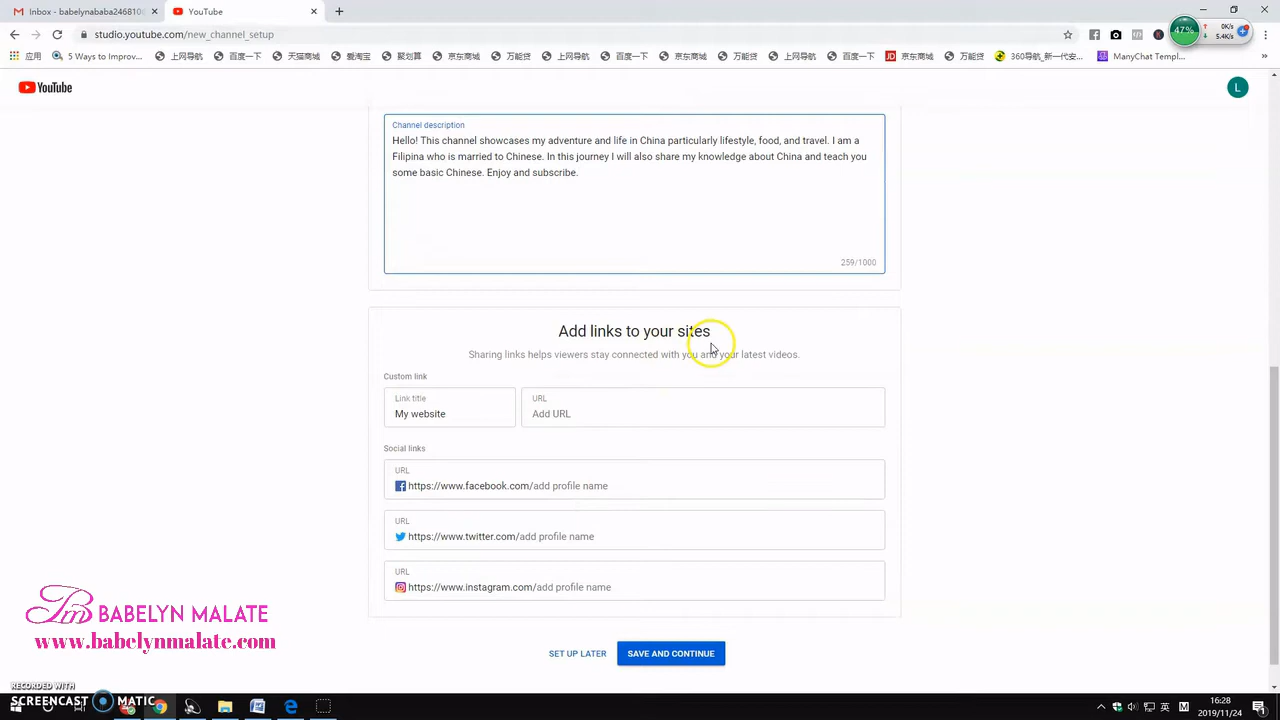 Inbox - babelynababa246810
YouTube
studio.youtube.com/new_channel_setup
47%
0K/s
5.4K/s
应用
5 Ways to Improv...
上网导航
百度一下
天猫商城
爱淘宝
聚划算
京东商城
万能贷
上网导航
百度一下
京东商城
万能贷
上网导航
百度一下
JD 京东商城
万能贷
360导航_新一代安...
ManyChat Templ...
YouTube
L
Channel description
Hello! This channel showcases my adventure and life in China particularly lifestyle, food, and travel. I am a
Filipina who is married to Chinese. In this journey I will also share my knowledge about China and teach you
some basic Chinese. Enjoy and subscribe.
259/1000
Add links to your sites
Sharing links helps viewers stay connected with you and your latest videos.
Custom link
Link title
My website
URL
Add URL
Social links
URL
https://www.facebook.com/add profile name
URL
https://www.twitter.com/add profile name
URL
https://www.instagram.com/add profile name
SET UP LATER
SAVE AND CONTINUE
BABELYN MALATE
www.babelynmalate.com
RECORDED WITH
SCREENCAST MATIC
英
M
16:28
2019/11/24
1